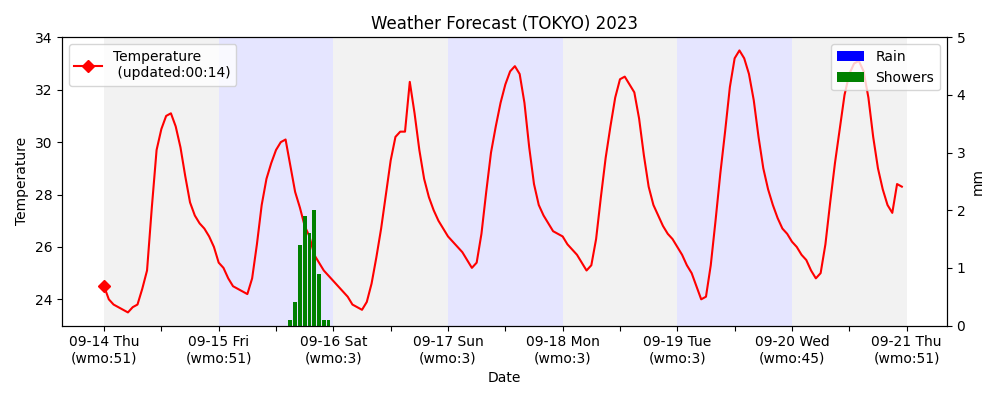 Weather Forecast (TOKYO) 2023
Temperature
(updated:00:14)
Rain
Showers
34
32
30
28
26
24
Temperature
5
4
3
2
1
0
mm
09-14 Thu 09-15 Fri 09-16 Sat 09-17 Sun 09-18 Mon 09-19 Tue 09-20 Wed 09-21 Thu
(wmo:51) (wmo:51) (wmo:3) (wmo:3) (wmo:3) (wmo:3) (wmo:45) (wmo:51)
Date